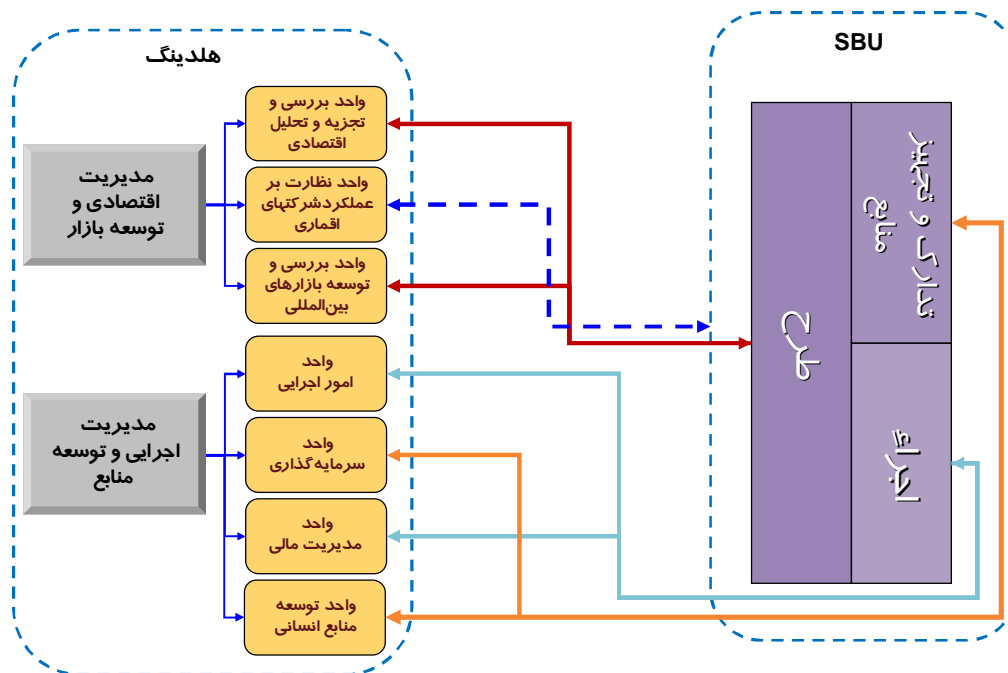 هلدینگ
SBU
مدیریت
اقتصادی و
توسعه بازار
واحد بررسی و
تجزیه و تحلیل
اقتصادی
واحد نظارت بر
عملکردشرکتهای
اقماری
واحد بررسی و
توسعه بازارهای
بین‌المللی
مدیریت
اجرایی و توسعه
منابع
واحد
امور اجرایی
واحد
سرمایه‌گذاری
واحد
مدیریت مالی
واحد توسعه
منابع انسانی
تدارک و تجهیز
منابع
طرح
اجراء